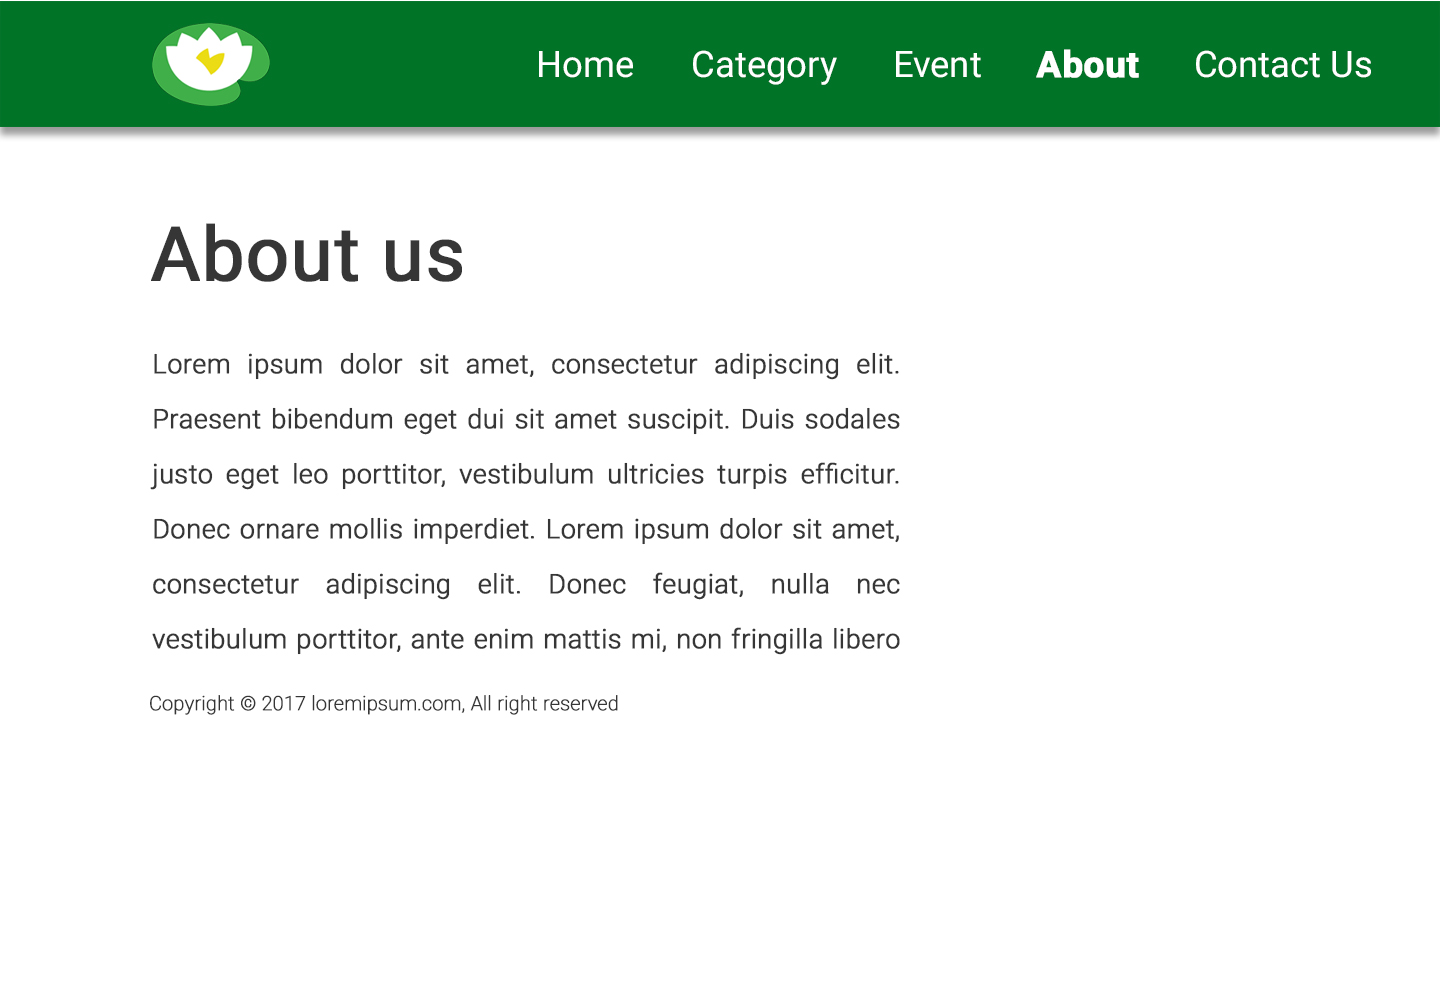 Home Category Event About Contact Us
About us
Lorem ipsum dolor sit amet, consectetur adipiscing elit.
Praesent bibendum eget dui sit amet suscipit. Duis sodales
justo eget leo porttitor, vestibulum ultricies turpis efficitur.
Donec ornare mollis imperdiet. Lorem ipsum dolor sit amet,
consectetur adipiscing elit. Donec feugiat, nulla nec
vestibulum porttitor, ante enim mattis mi, non fringilla libero
Copyright © 2017 loremipsum.com, All right reserved